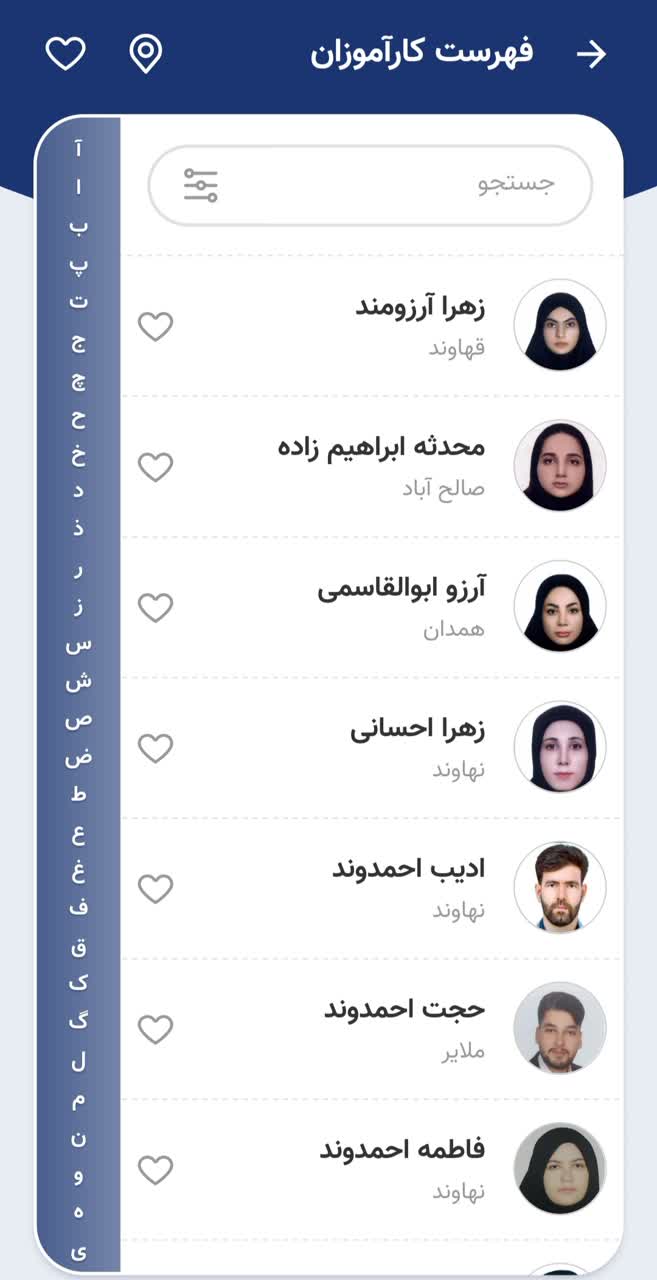 فهرست کارآموزان
جستجو
زهرا آرزومند
قهاوند
محدثه ابراهیم زاده
صالح آباد
آرزو ابوالقاسمی
همدان
زهرا احسانی
نهاوند
ادیب احمدوند
نهاوند
حجت احمدوند
ملایر
فاطمه احمدوند
نهاوند
آ
ا
ب
پ
ت
ج
چ
ح
خ
د
ذ
ر
ز
س
ش
ص
ض
ط
ع
غ
ف
ق
ک
گ
ل
م
ن
و
ه
ی